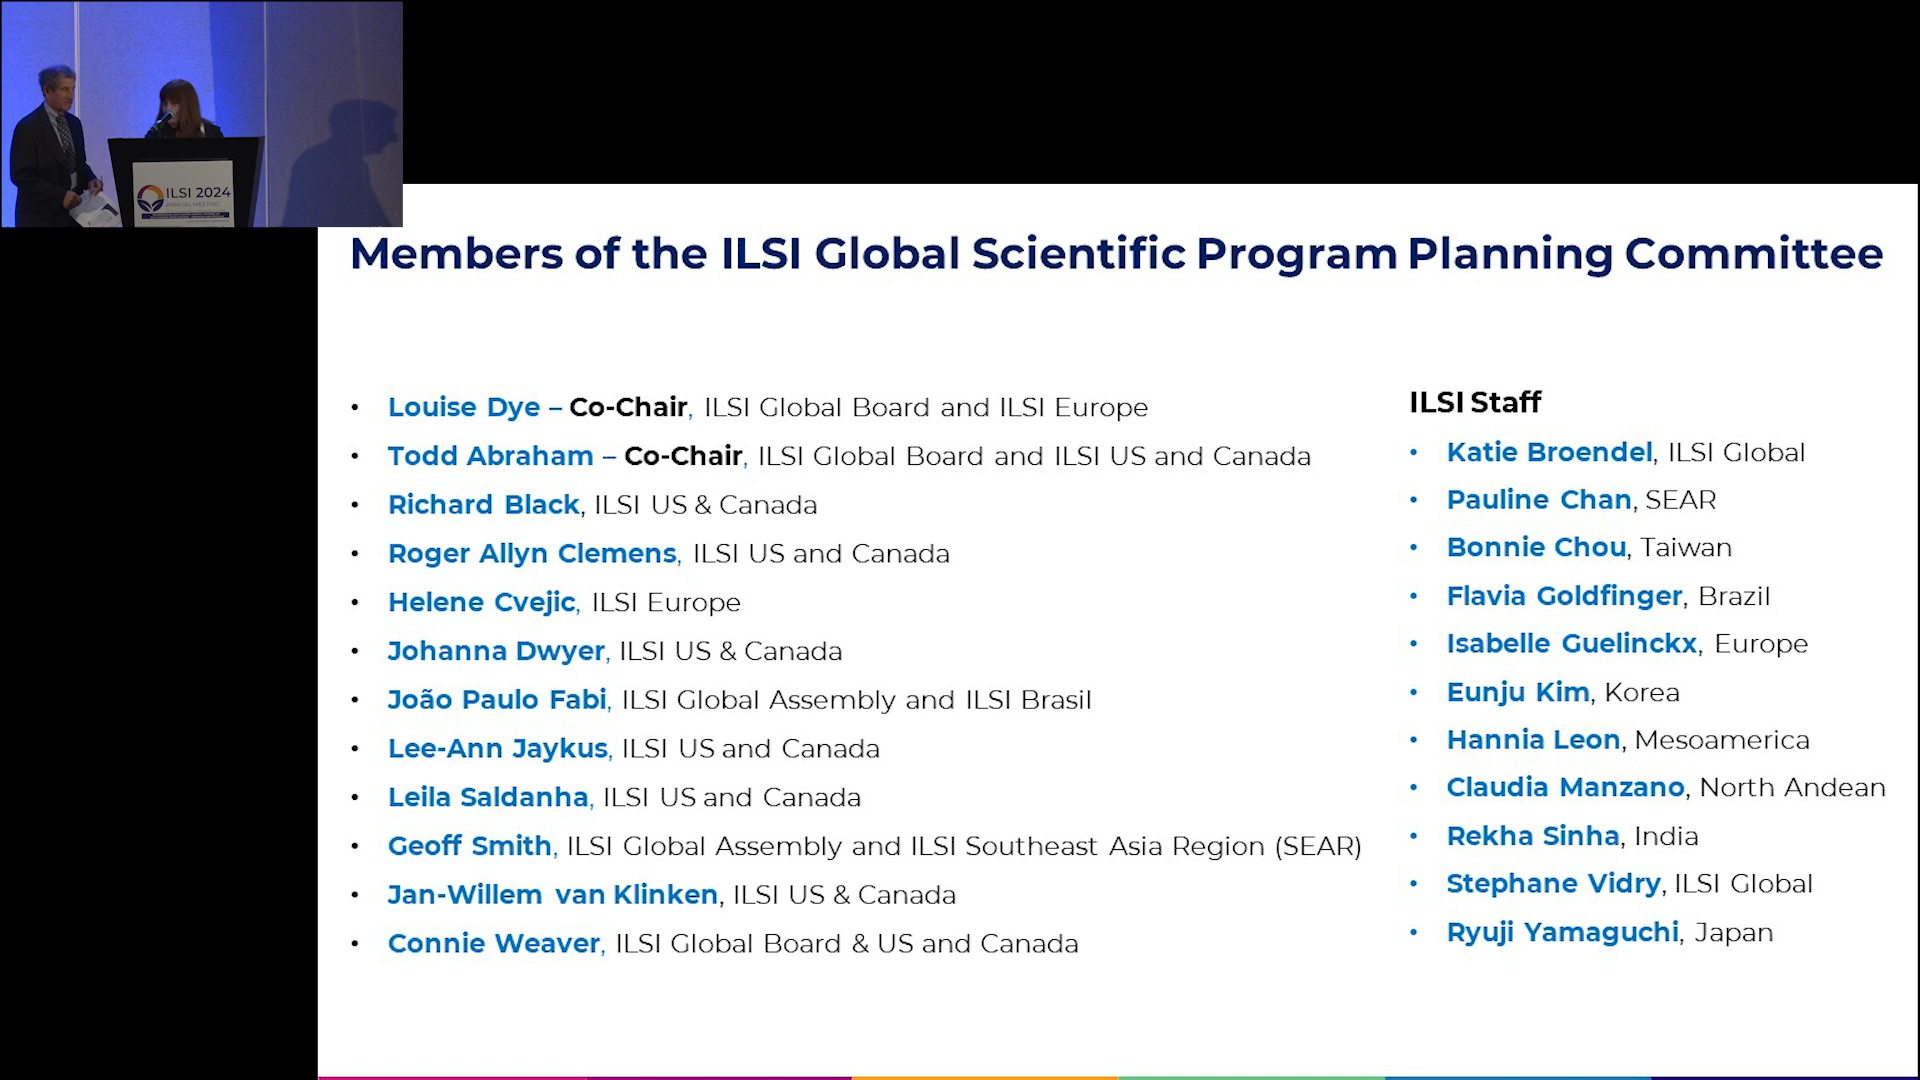 ILSI 2024
ANNUAL MEETING
Members of the ILSI Global Scientific Program Planning Committee
• Louise Dye – Co-Chair, ILSI Global Board and ILSI Europe
• Todd Abraham – Co-Chair, ILSI Global Board and ILSI US and Canada
• Richard Black, ILSI US & Canada
• Roger Allyn Clemens, ILSI US and Canada
• Helene Cvejic, ILSI Europe
• Johanna Dwyer, ILSI US & Canada
• João Paulo Fabi, ILSI Global Assembly and ILSI Brasil
• Lee-Ann Jaykus, ILSI US and Canada
• Leila Saldanha, ILSI US and Canada
• Geoff Smith, ILSI Global Assembly and ILSI Southeast Asia Region (SEAR)
• Jan-Willem van Klinken, ILSI US & Canada
• Connie Weaver, ILSI Global Board & US and Canada
ILSI Staff
• Katie Broendel, ILSI Global
• Pauline Chan, SEAR
• Bonnie Chou, Taiwan
• Flavia Goldfinger, Brazil
• Isabelle Guelinckx, Europe
• Eunju Kim, Korea
• Hannia Leon, Mesoamerica
• Claudia Manzano, North Andean
• Rekha Sinha, India
• Stephane Vidry, ILSI Global
• Ryuji Yamaguchi, Japan